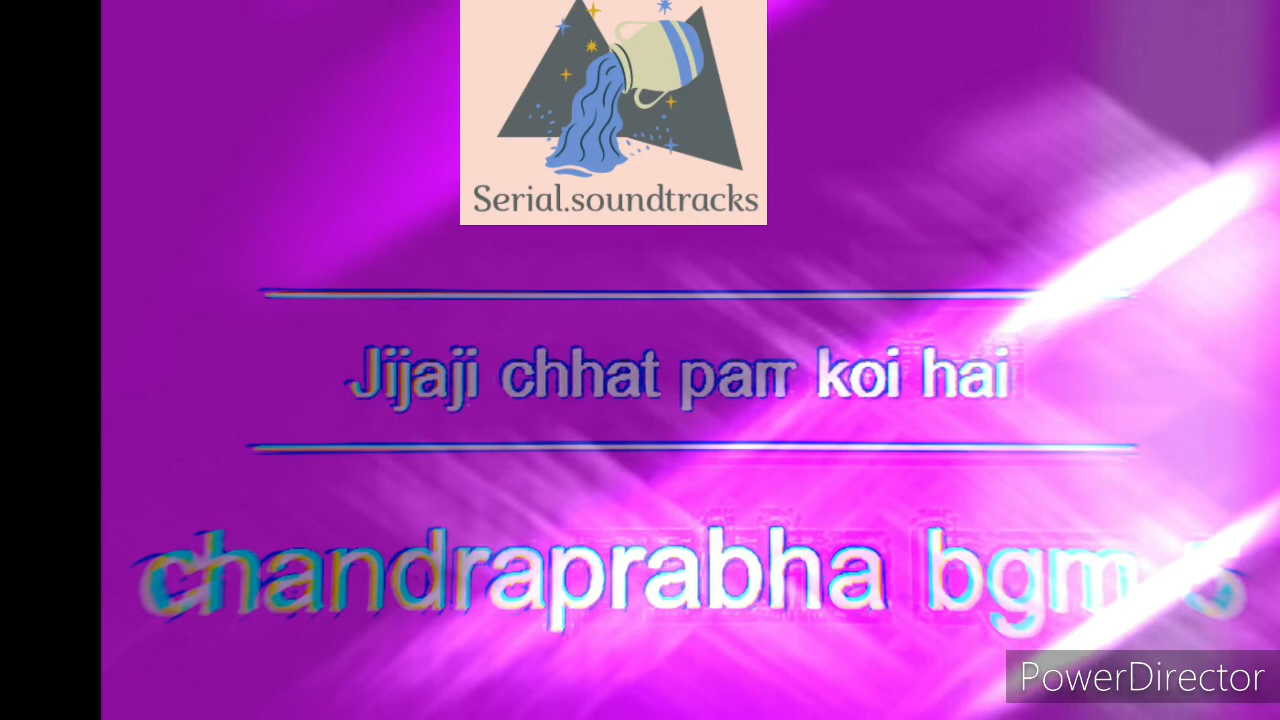 Serial.soundtracks
Jijaji chhat parr koi hai
chandraprabha bgm
PowerDirector